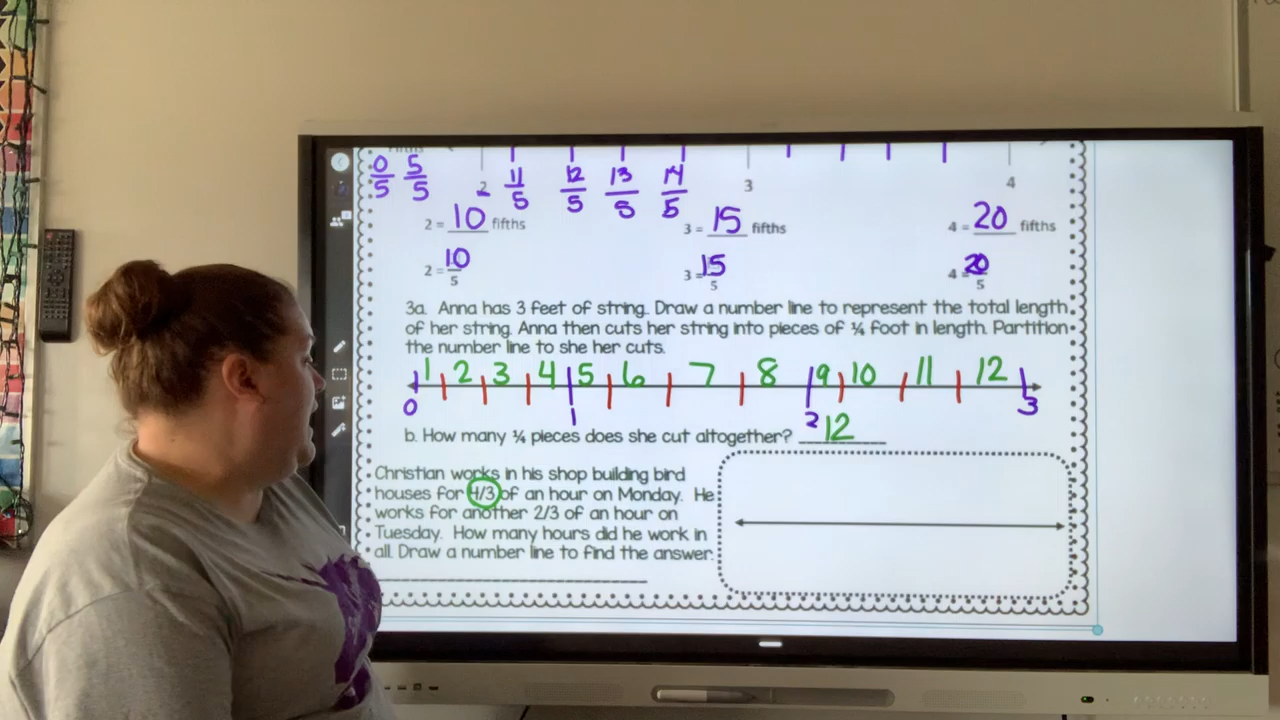 0/5 5/5
2 11/5 12/5 13/5 14/5 3 4
2 = 10 fifths 3 = 15 fifths 4 = 20 fifths
2 = 10/5 3 = 15/5 4 = 20/5
3a. Anna has 3 feet of string. Draw a number line to represent the total length
of her string. Anna then cuts her string into pieces of ¼ foot in length. Partition
the number line to she her cuts.
1 2 3 4 5 6 7 8 9 10 11 12
0 1 2 3
b. How many ¼ pieces does she cut altogether? 12
Christian works in his shop building bird
houses for 4/3 of an hour on Monday. He
works for another 2/3 of an hour on
Tuesday. How many hours did he work in
all. Draw a number line to find the answer.